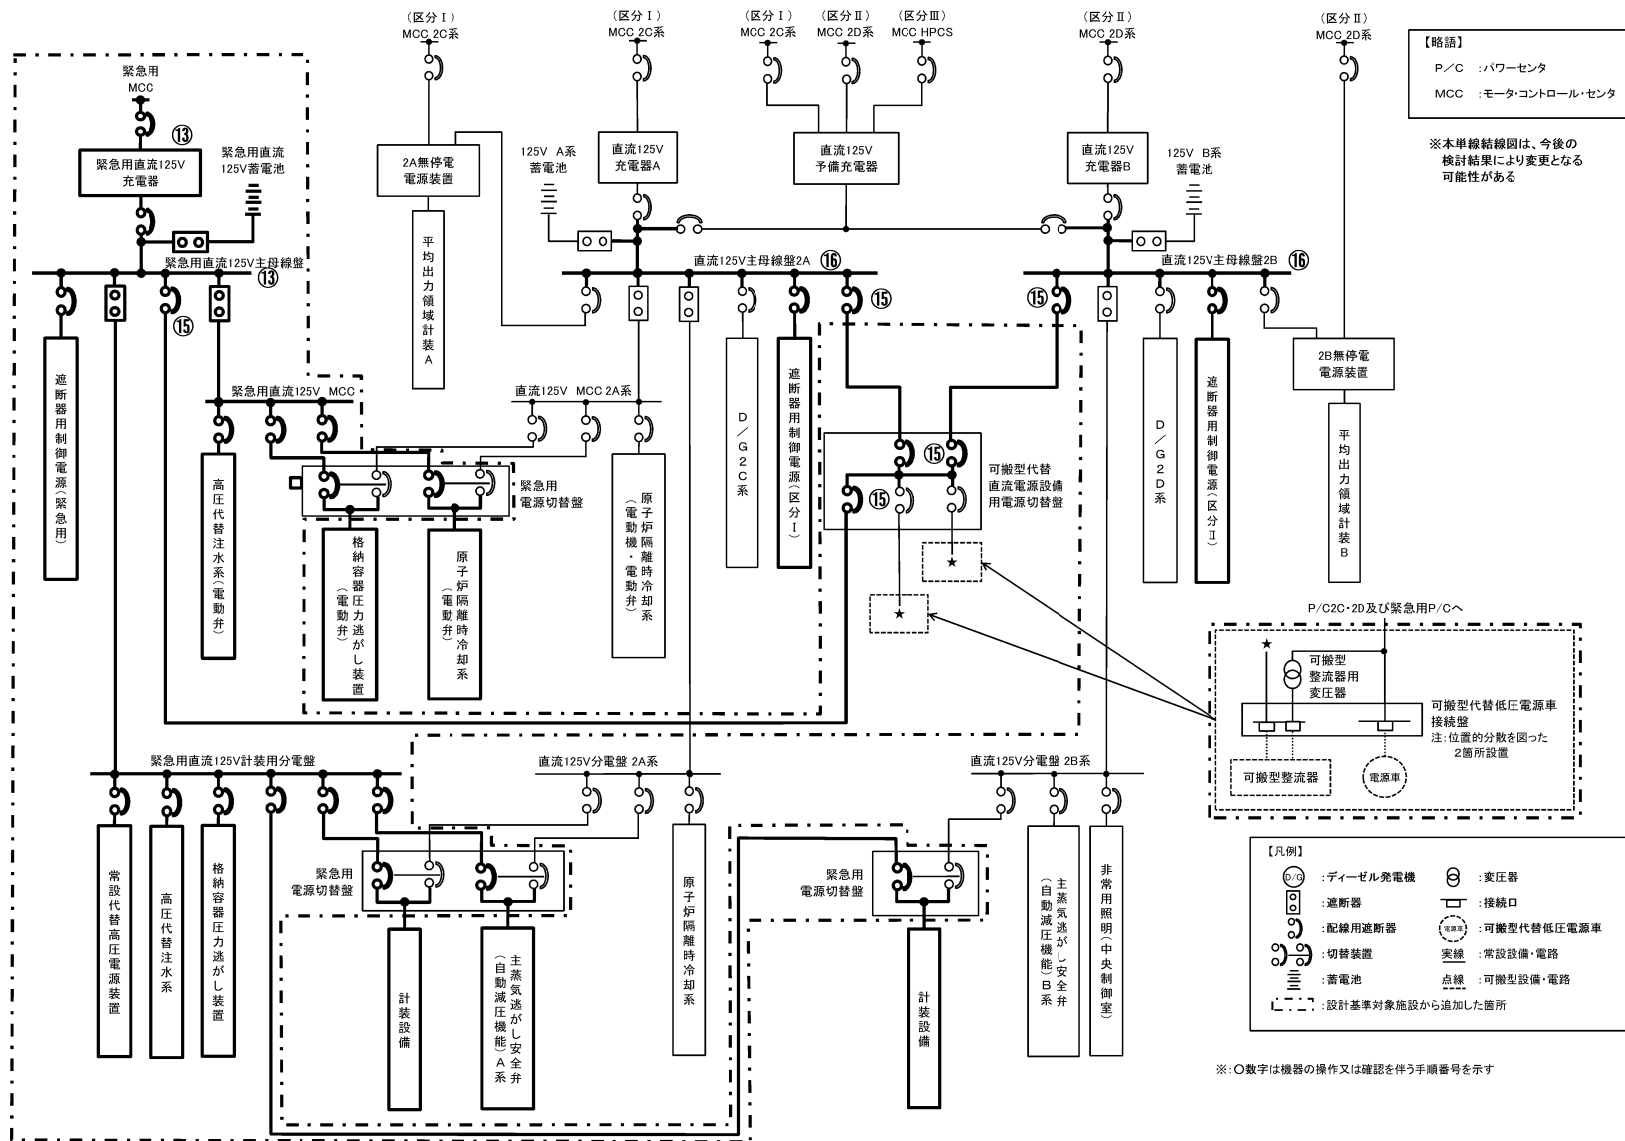 (区分Ⅰ)
MCC 2C系
(区分Ⅰ)
MCC 2C系
(区分Ⅰ)
MCC 2C系
(区分Ⅱ)
MCC 2D系
(区分Ⅲ)
MCC HPCS
(区分Ⅱ)
MCC 2D系
(区分Ⅱ)
MCC 2D系
【略語】
P/C :パワーセンタ
MCC :モータ・コントロール・センタ
※本単線結線図は、今後の
検討結果により変更となる
可能性がある
緊急用
MCC
⑬
緊急用直流125V
充電器
緊急用直流
125V蓄電池
2A無停電
電源装置
125V A系
蓄電池
直流125V
充電器A
直流125V
予備充電器
直流125V
充電器B
125V B系
蓄電池
緊急用直流125V主母線盤
⑬
直流125V主母線盤2A
⑯
直流125V主母線盤2B
⑯
⑮
⑮
⑮
平均出力領域計装A
遮断器用制御電源(緊急用)
緊急用直流125V MCC
直流125V MCC 2A系
D/G2C系
遮断器用制御電源(区分Ⅰ)
D/G2D系
遮断器用制御電源(区分Ⅱ)
2B無停電
電源装置
平均出力領域計装B
高圧代替注水系(電動弁)
緊急用
電源切替盤
格納容器圧力逃がし装置
(電動弁)
原子炉隔離時冷却系
(電動弁)
原子炉隔離時冷却系
(電動機・電動弁)
⑮
⑮
可搬型代替
直流電源設備
用電源切替盤
★
★
P/C2C・2D及び緊急用P/Cへ
★
可搬型
整流器用
変圧器
可搬型代替低圧電源車
接続盤
注:位置的分散を図った
2箇所設置
可搬型整流器
電源車
緊急用直流125V計装用分電盤
直流125V分電盤 2A系
直流125V分電盤 2B系
常設代替高圧電源装置
高圧代替注水系
格納容器圧力逃がし装置
緊急用
電源切替盤
計装設備
主蒸気逃がし安全弁
(自動減圧機能)A系
原子炉隔離時冷却系
緊急用
電源切替盤
計装設備
主蒸気逃がし安全弁
(自動減圧機能)B系
非常用照明(中央制御室)
【凡例】
D/G :ディーゼル発電機
:変圧器
:遮断器
:接続口
:配線用遮断器
電源車 :可搬型代替低圧電源車
:切替装置
実線 :常設設備・電路
:蓄電池
点線 :可搬型設備・電路
:設計基準対象施設から追加した箇所
※:○数字は機器の操作又は確認を伴う手順番号を示す